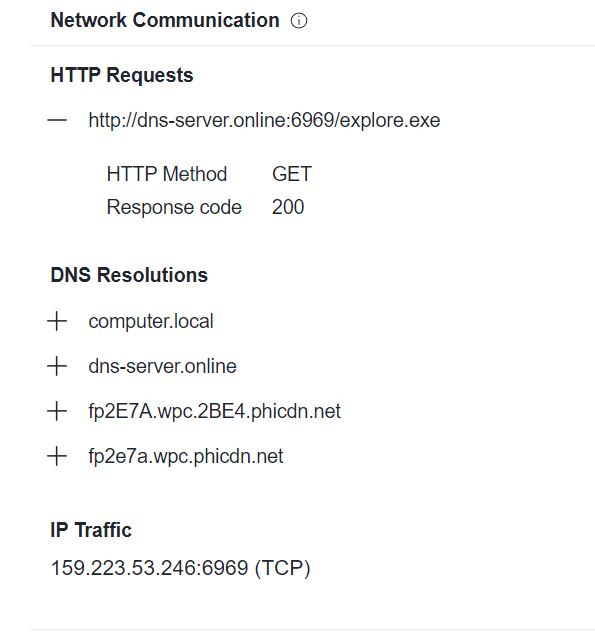 Network Communication
HTTP Requests
http://dns-server.online:6969/explore.exe
HTTP Method GET
Response code 200
DNS Resolutions
computer.local
dns-server.online
fp2E7A.wpc.2BE4.phicdn.net
fp2e7a.wpc.phicdn.net
IP Traffic
159.223.53.246:6969 (TCP)